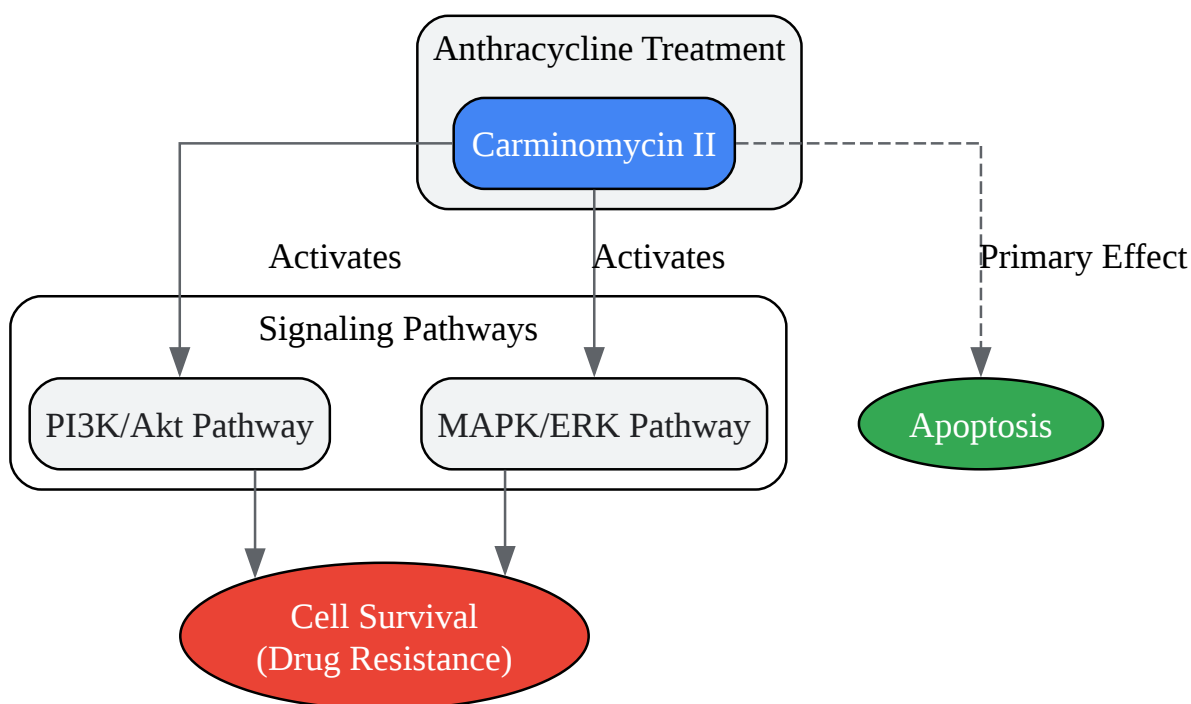 Anthracycline Treatment
Carminomycin II
Activates
Activates
Primary Effect
Signaling Pathways
PI3K/Akt Pathway
MAPK/ERK Pathway
Apoptosis
Cell Survival
(Drug Resistance)